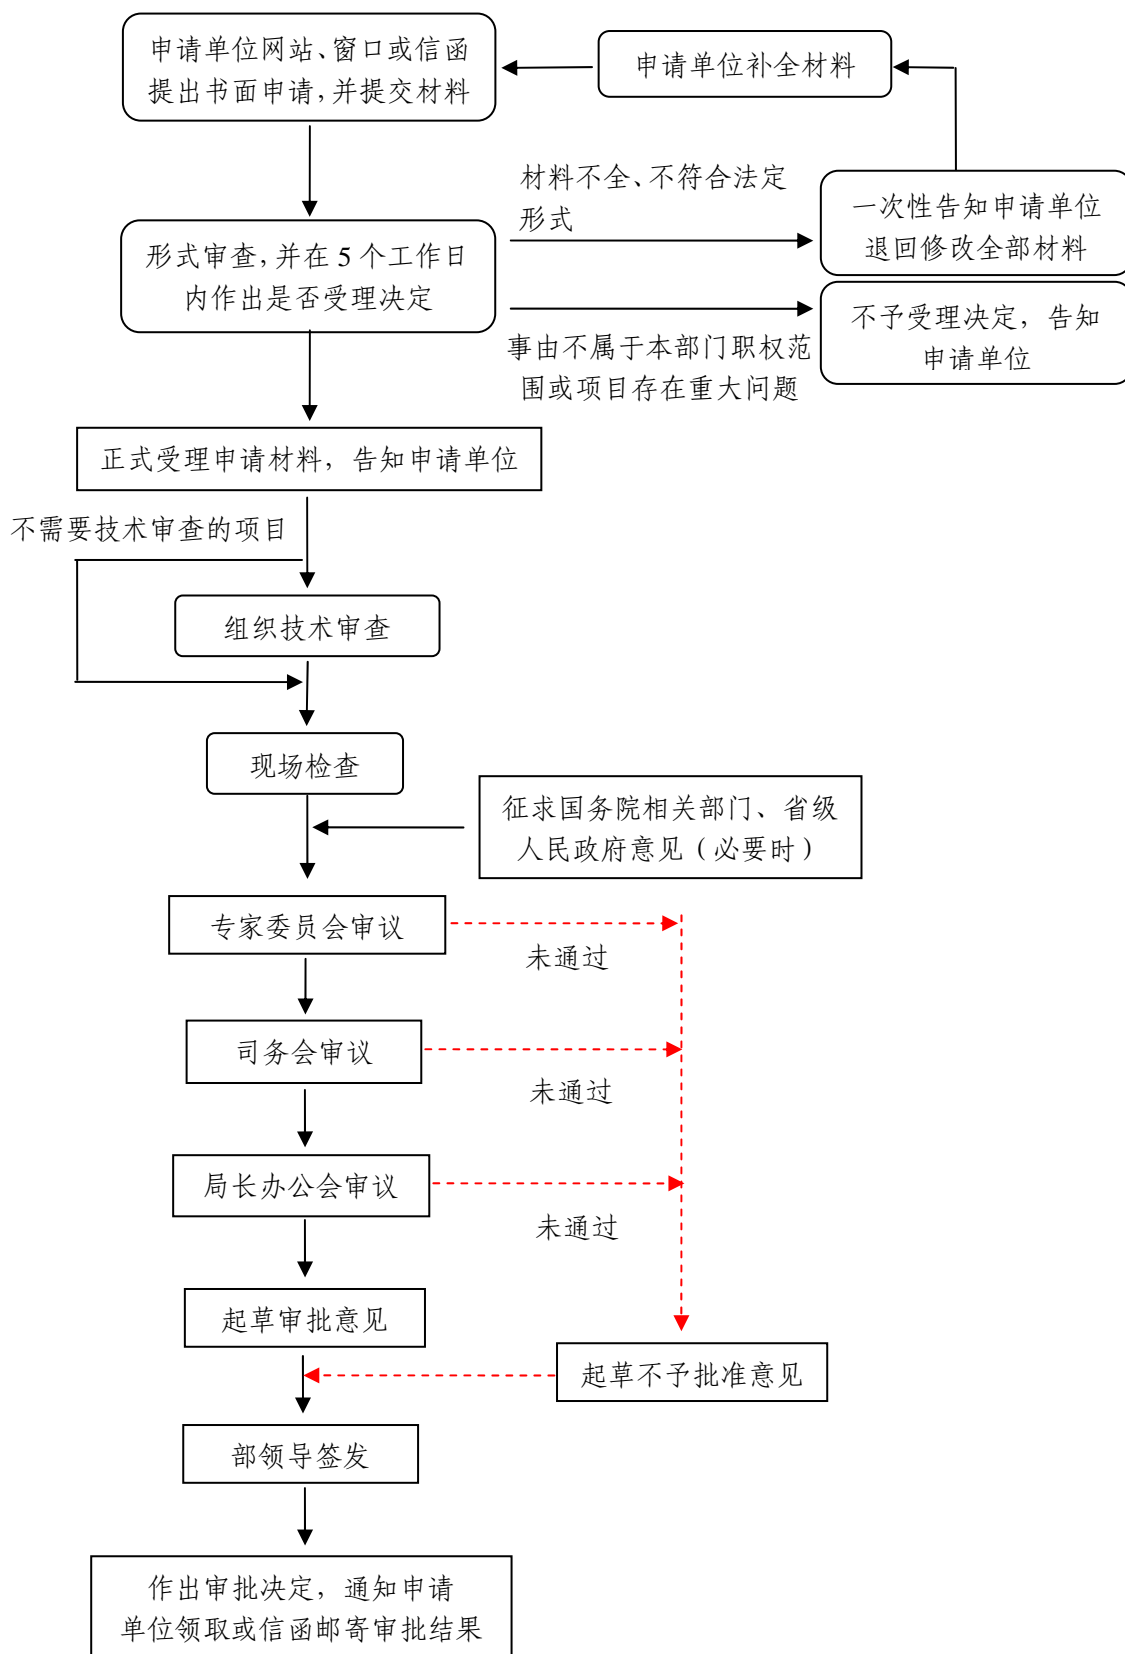 申请单位网站、窗口或信函
提出书面申请,并提交材料
申请单位补全材料
材料不全、不符合法定
形式
一次性告知申请单位
退回修改全部材料
形式审查,并在 5 个工作日
内作出是否受理决定
不予受理决定，告知
申请单位
事由不属于本部门职权范
围或项目存在重大问题
正式受理申请材料，告知申请单位
不需要技术审查的项目
组织技术审查
现场检查
征求国务院相关部门、省级
人民政府意见（必要时）
专家委员会审议
未通过
司务会审议
未通过
局长办公会审议
未通过
起草审批意见
起草不予批准意见
部领导签发
作出审批决定，通知申请
单位领取或信函邮寄审批结果